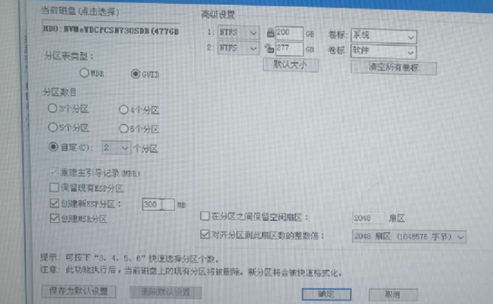 当前磁盘(点击选择)
HD0:NVMeWDCPCSN730SDB(477GB
高级设置
1: NTFS 200 GB 卷标: 系统
2: NTFS 277 GB 卷标: 软件
默认大小 清空所有卷标
分区表类型:
MBR GUID
分区数目
3个分区 4个分区
5个分区 6个分区
自定(C): 2 个分区
重建主引导记录(MBR)
保留现有ESP分区
创建新ESP分区: 300 MB
创建MSR分区
在分区之间保留空闲扇区: 2048 扇区
对齐分区到此扇区数的整数倍: 2048 扇区 (1048576 字节)
提示: 可按下“3、4、5、6”快速选择分区个数。
注意: 此功能执行后,当前磁盘上的现有分区将被删除。新分区将会被快速格式化。
保存为默认设置 清除默认设置 确定 取消